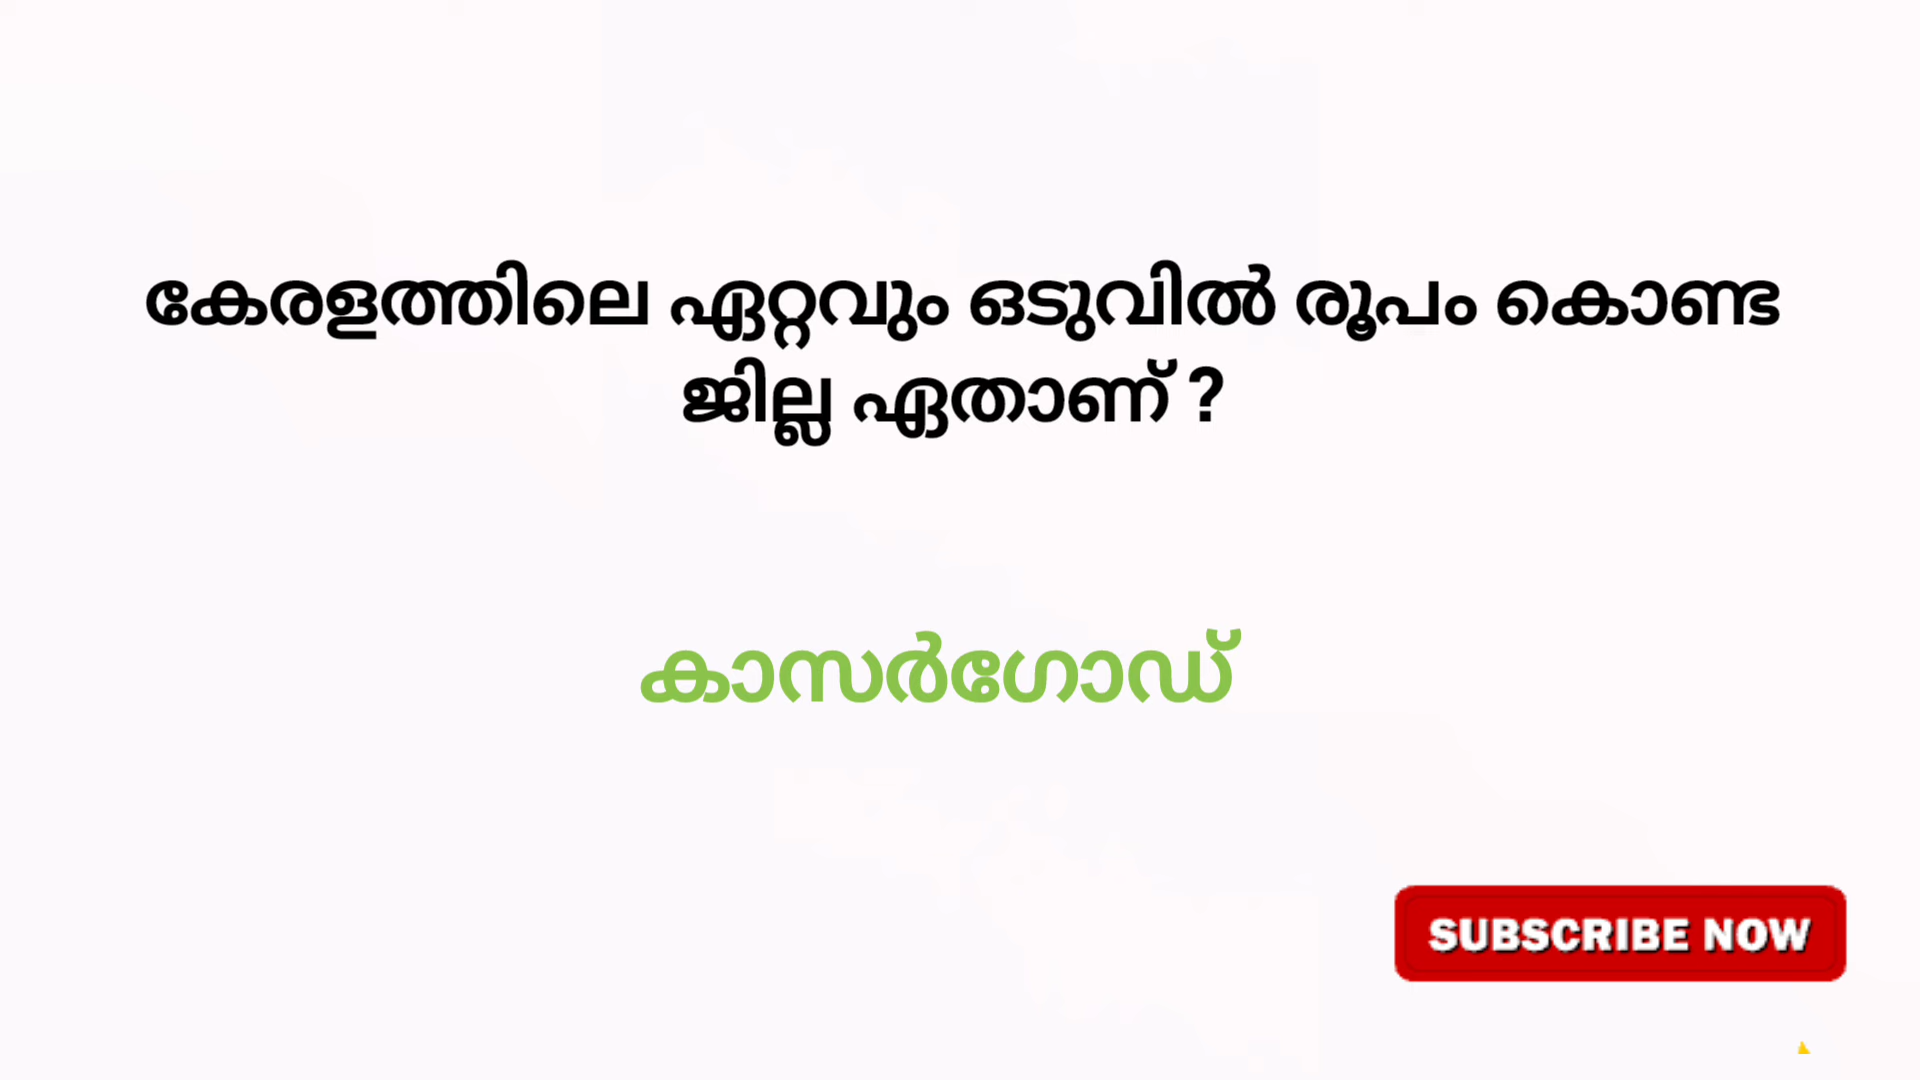 കേരളത്തിലെ ഏറ്റവും ഒടുവിൽ രൂപം കൊണ്ട
ജില്ല ഏതാണ് ?
കാസർഗോഡ്
SUBSCRIBE NOW